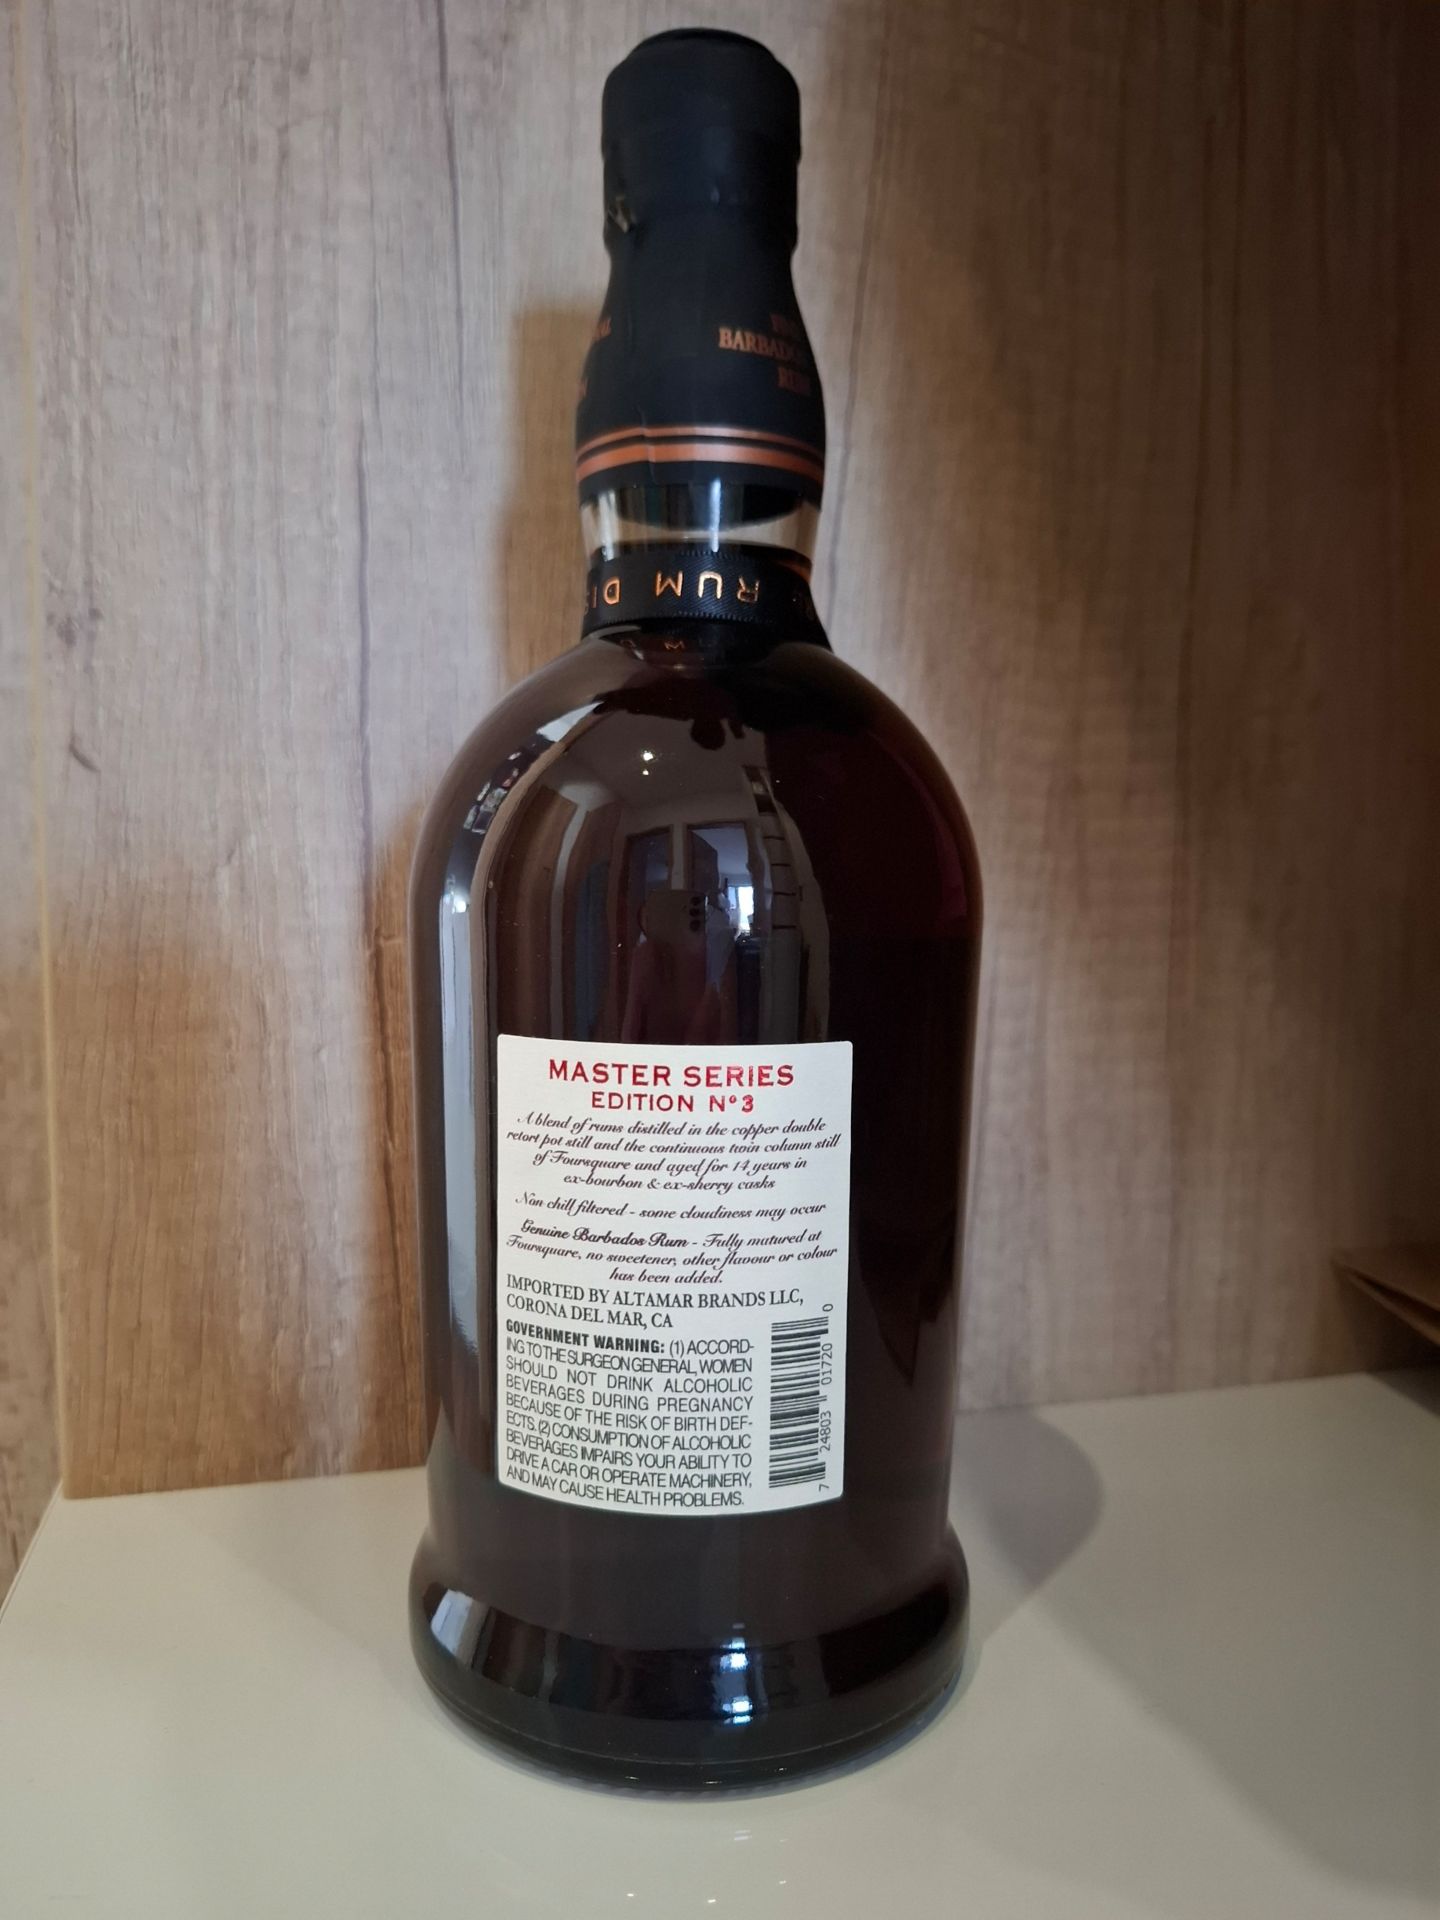 BARBADOS
RUM
RUM DIS
MASTER SERIES
EDITION Nº3
A blend of rums distilled in the copper double
retort pot still and the continuous twin column still
of Foursquare and aged for 14 years in
ex-bourbon & ex-sherry casks
Non chill filtered - some cloudiness may occur
Genuine Barbados Rum - Fully matured at
Foursquare, no sweetener, other flavour or colour
has been added.
IMPORTED BY ALTAMAR BRANDS LLC,
CORONA DEL MAR, CA
GOVERNMENT WARNING: (1) ACCORD-
ING TO THE SURGEON GENERAL, WOMEN
SHOULD NOT DRINK ALCOHOLIC
BEVERAGES DURING PREGNANCY
BECAUSE OF THE RISK OF BIRTH DEF-
ECTS. (2) CONSUMPTION OF ALCOHOLIC
BEVERAGES IMPAIRS YOUR ABILITY TO
DRIVE A CAR OR OPERATE MACHINERY,
AND MAY CAUSE HEALTH PROBLEMS.
7 24803 01720 0